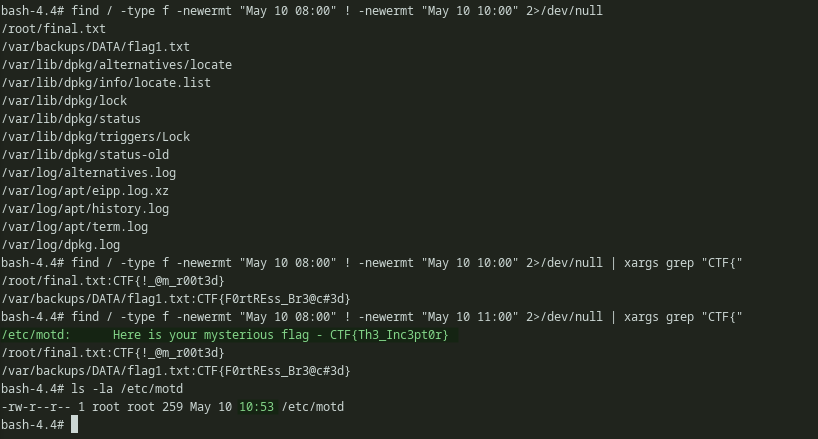 bash-4.4# find / -type f -newermt "May 10 08:00" ! -newermt "May 10 10:00" 2>/dev/null
/root/final.txt
/var/backups/DATA/flag1.txt
/var/lib/dpkg/alternatives/locate
/var/lib/dpkg/info/locate.list
/var/lib/dpkg/lock
/var/lib/dpkg/status
/var/lib/dpkg/triggers/Lock
/var/lib/dpkg/status-old
/var/log/alternatives.log
/var/log/apt/eipp.log.xz
/var/log/apt/history.log
/var/log/apt/term.log
/var/log/dpkg.log
bash-4.4# find / -type f -newermt "May 10 08:00" ! -newermt "May 10 10:00" 2>/dev/null | xargs grep "CTF{"
/root/final.txt:CTF{!_@m_r00t3d}
/var/backups/DATA/flag1.txt:CTF{F0rtREss_Br3@c#3d}
bash-4.4# find / -type f -newermt "May 10 08:00" ! -newermt "May 10 11:00" 2>/dev/null | xargs grep "CTF{"
/etc/motd:      Here is your mysterious flag - CTF{Th3_Inc3pt0r}
/root/final.txt:CTF{!_@m_r00t3d}
/var/backups/DATA/flag1.txt:CTF{F0rtREss_Br3@c#3d}
bash-4.4# ls -la /etc/motd
-rw-r--r-- 1 root root 259 May 10 10:53 /etc/motd
bash-4.4#